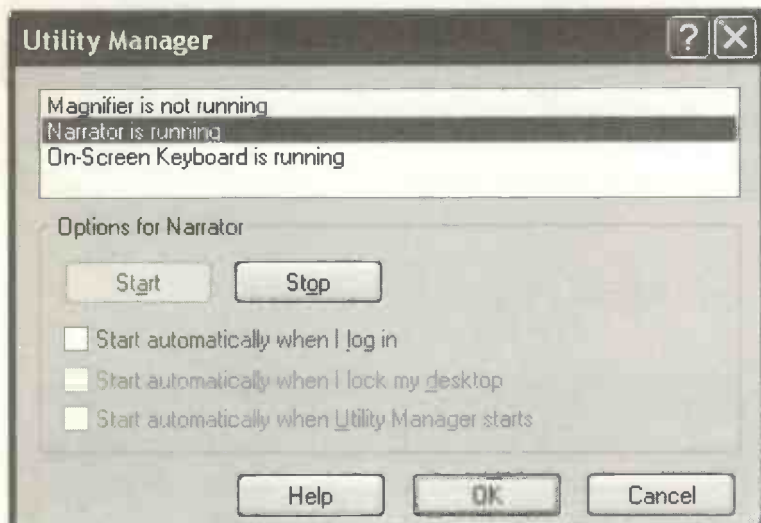 Utility Manager
Magnifier is not running
Narrator is running
On-Screen Keyboard is running
Options for Narrator
Start Stop
Start automatically when I log in
Start automatically when I lock my desktop
Start automatically when Utility Manager starts
Help OK Cancel